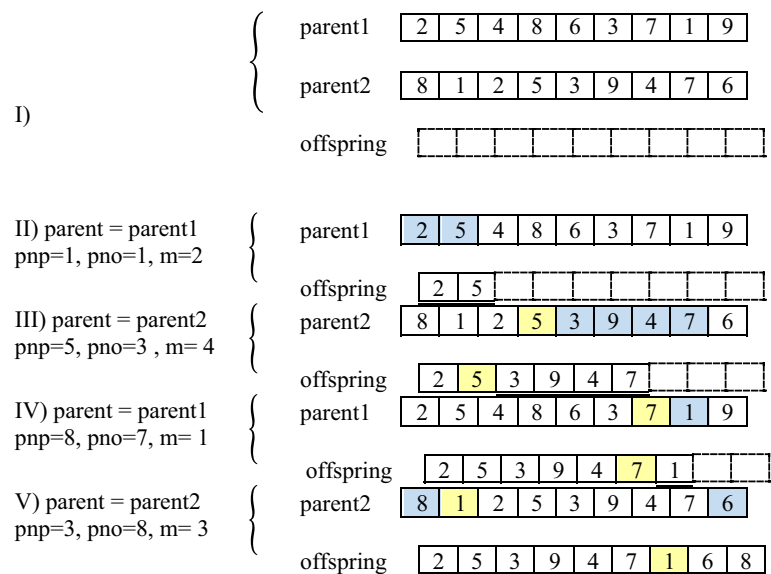 parent1 2 5 4 8 6 3 7 1 9
parent2 8 1 2 5 3 9 4 7 6
I)
offspring
II) parent = parent1
parent1 2 5 4 8 6 3 7 1 9
pnp=1, pno=1, m=2
offspring 2 5
III) parent = parent2
parent2 8 1 2 5 3 9 4 7 6
pnp=5, pno=3 , m= 4
offspring 2 5 3 9 4 7
IV) parent = parent1
parent1 2 5 4 8 6 3 7 1 9
pnp=8, pno=7, m= 1
offspring 2 5 3 9 4 7 1
V) parent = parent2
parent2 8 1 2 5 3 9 4 7 6
pnp=3, pno=8, m= 3
offspring 2 5 3 9 4 7 1 6 8